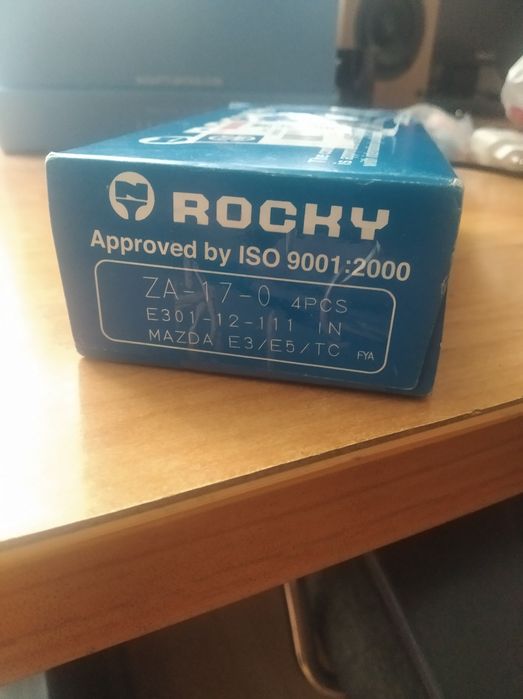 ROCKY
Approved by ISO 9001:2000
ZA-17-0 4PCS
E301-12-111 IN
MAZDA E3/E5/TC FYA